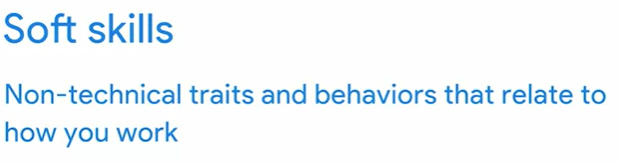 Soft skills
Non-technical traits and behaviors that relate to
how you work